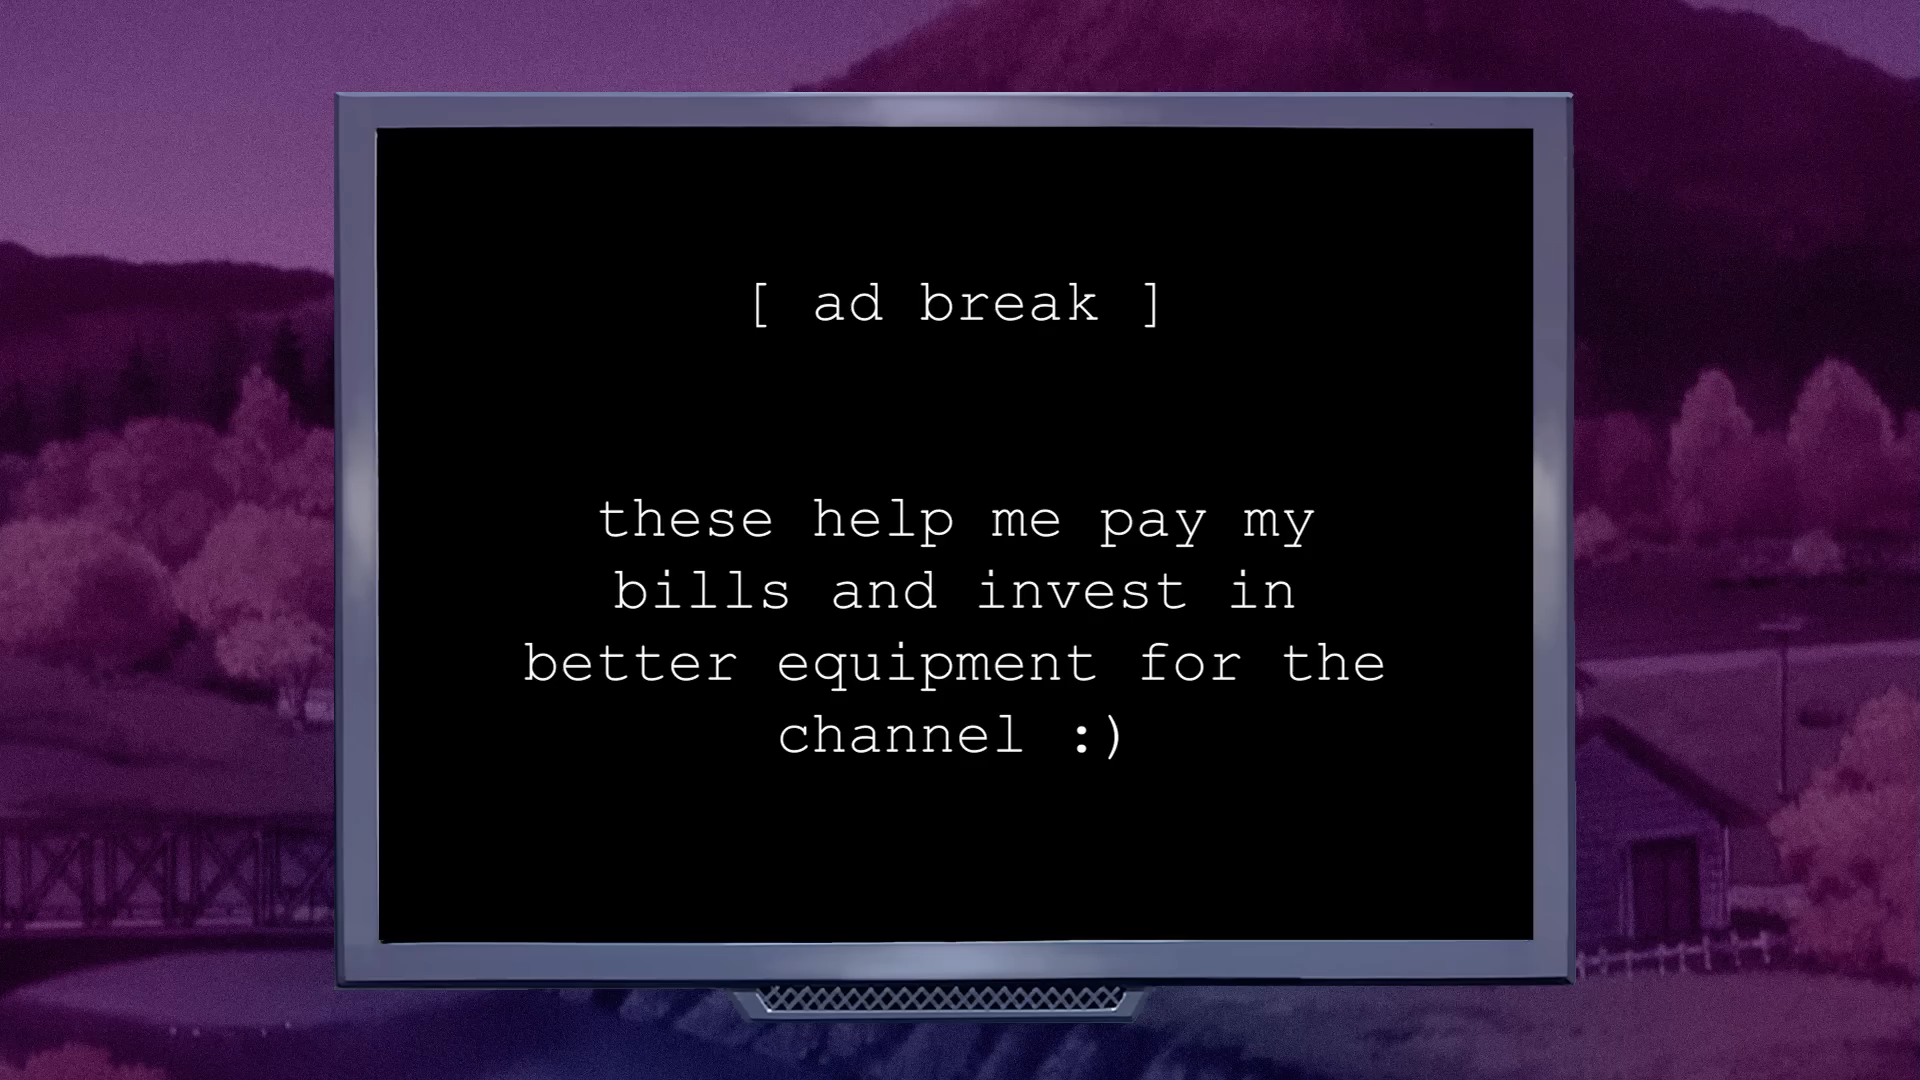 [ ad break ]
these help me pay my
bills and invest in
better equipment for the
channel :)